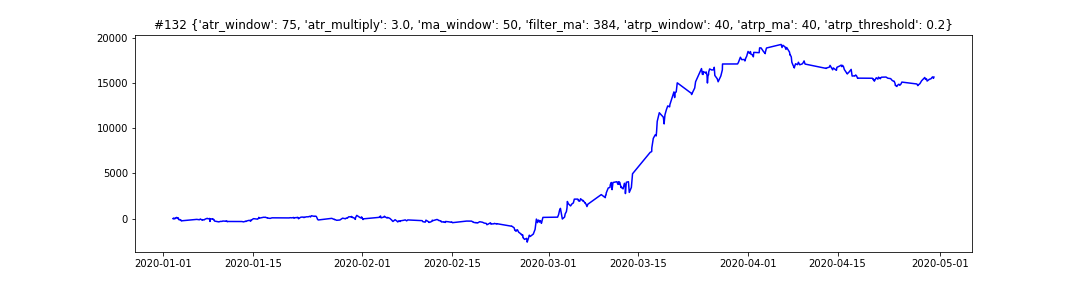 #132 {'atr_window': 75, 'atr_multiply': 3.0, 'ma_window': 50, 'filter_ma': 384, 'atrp_window': 40, 'atrp_ma': 40, 'atrp_threshold': 0.2}
20000
15000
10000
5000
0
2020-01-01 2020-01-15 2020-02-01 2020-02-15 2020-03-01 2020-03-15 2020-04-01 2020-04-15 2020-05-01